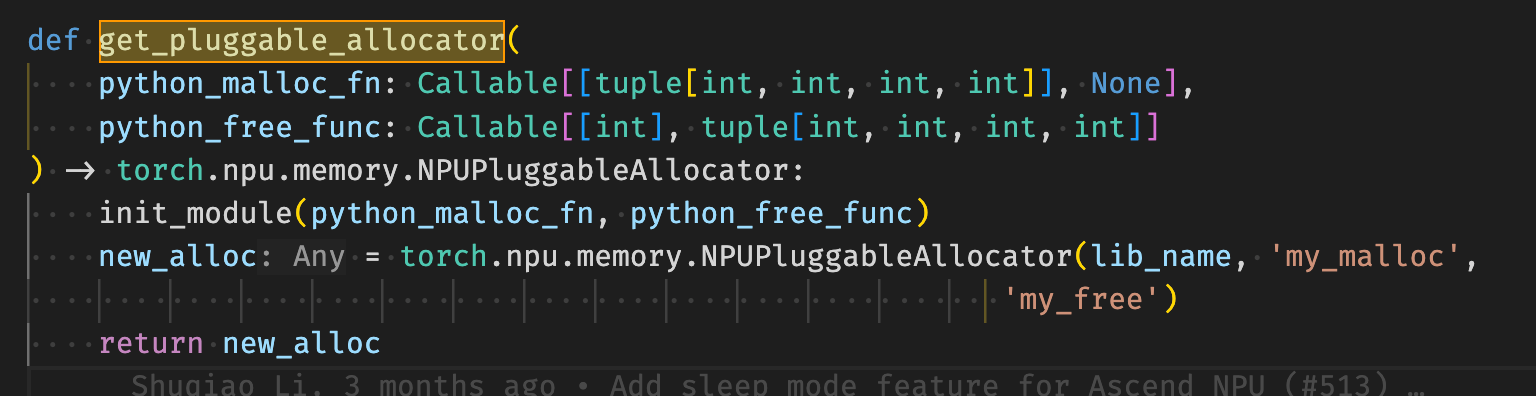 def get_pluggable_allocator(
    python_malloc_fn: Callable[[tuple[int, int, int, int]], None],
    python_free_func: Callable[[int], tuple[int, int, int, int]]
) -> torch.npu.memory.NPUPluggableAllocator:
    init_module(python_malloc_fn, python_free_func)
    new_alloc: Any = torch.npu.memory.NPUPluggableAllocator(lib_name, 'my_malloc',
                                                   'my_free')
    return new_alloc
      Shuqiao Li, 3 months ago • Add sleep mode feature for Ascend NPU (#513) …